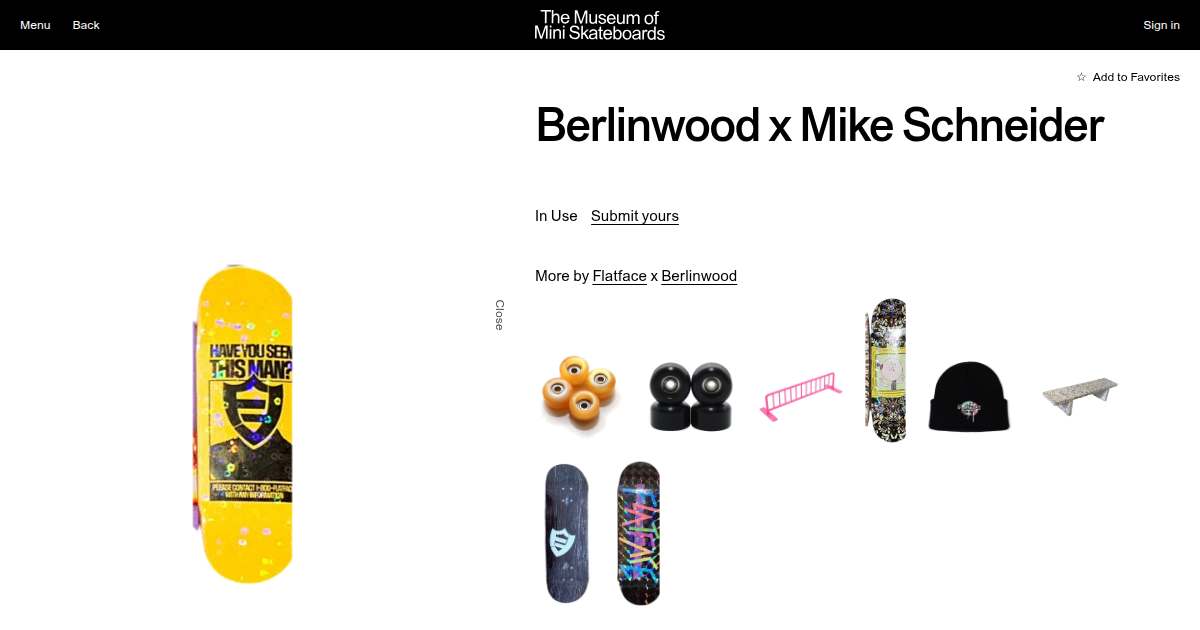 Menu
Back
The Museum of
Mini Skateboards
Sign in
☆ Add to Favorites
Berlinwood x Mike Schneider
In Use Submit yours
More by Flatface x Berlinwood
Close
HAVE YOU SEEN
THIS MAN?
PLEASE CONTACT 1-800-FLATFAC
WITH ANY INFORMATION
FLATFACE